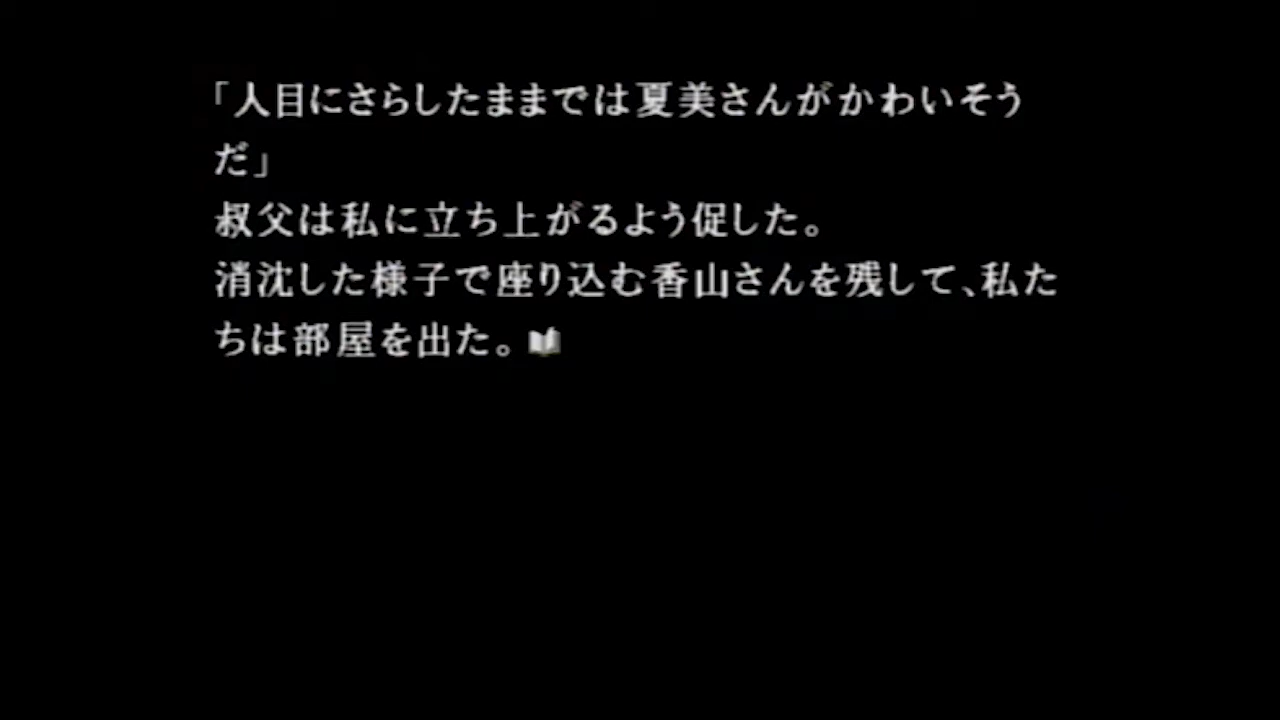 「人目にさらしたままでは夏美さんがかわいそう
だ」
叔父は私に立ち上がるよう促した。
消沈した様子で座り込む香山さんを残して、私た
ちは部屋を出た。